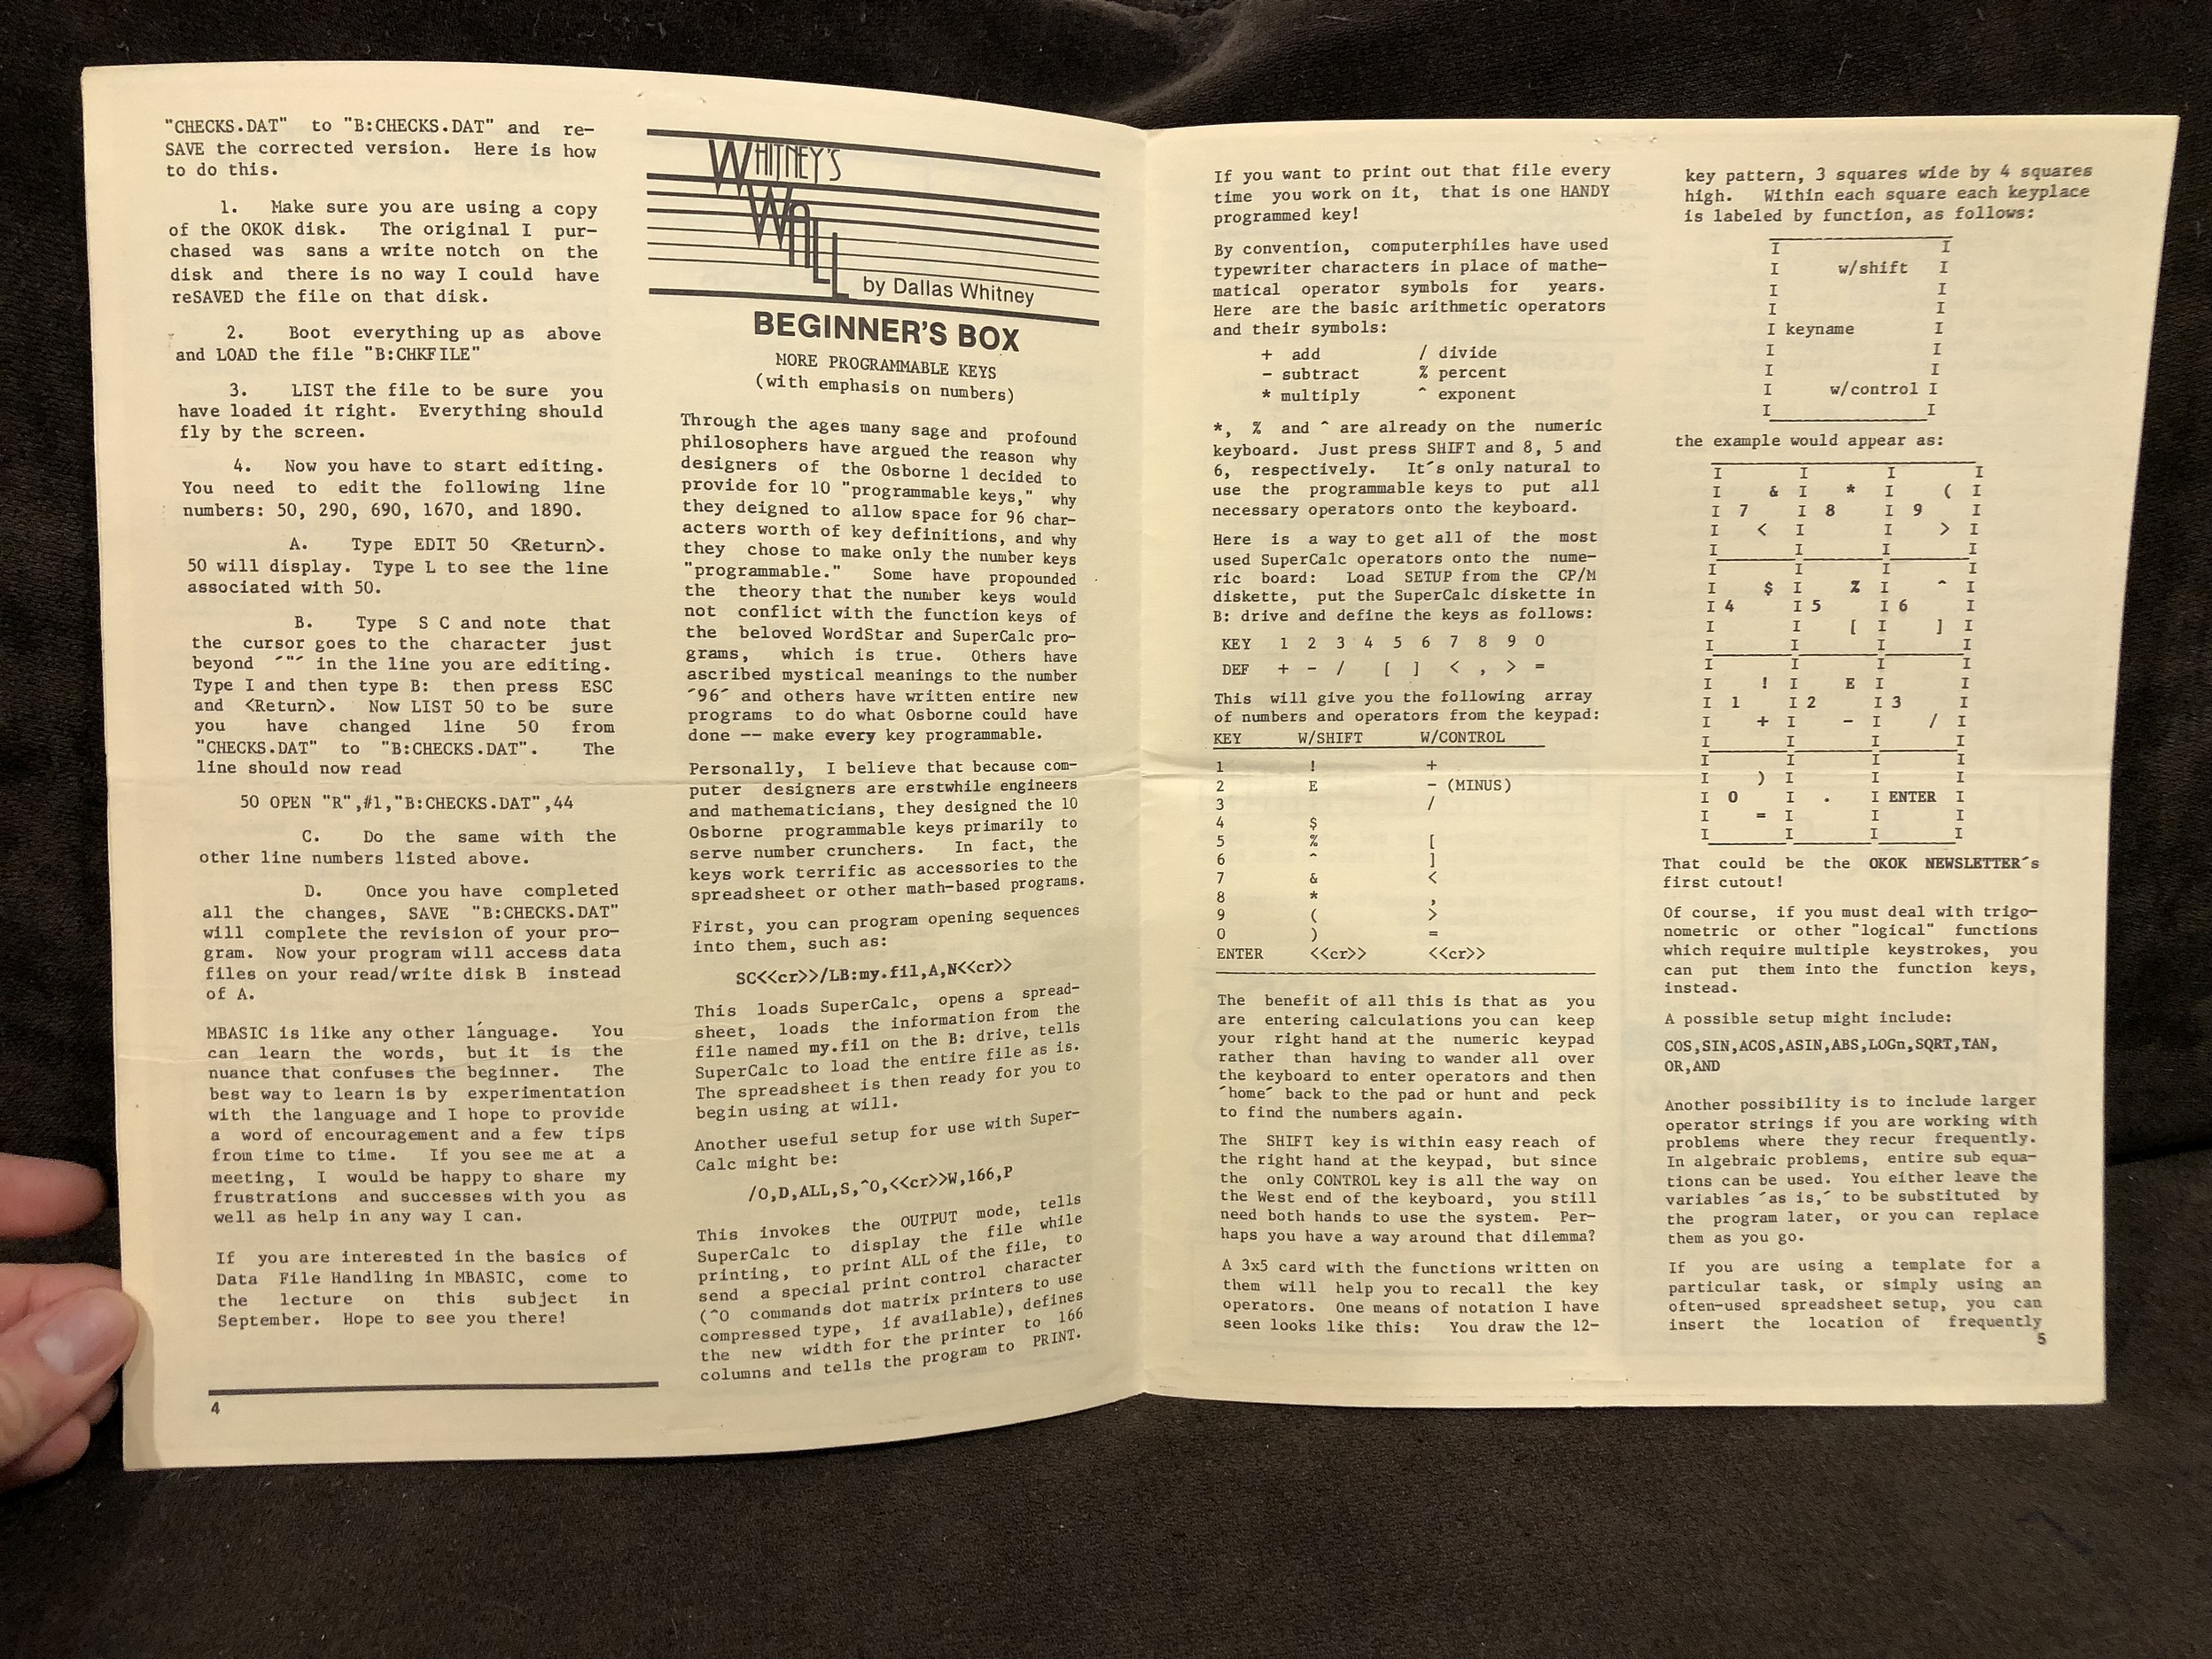 "CHECKS.DAT" to "B:CHECKS.DAT" and re-
SAVE the corrected version. Here is how
to do this.
1. Make sure you are using a copy
of the OKOK disk. The original I pur-
chased was sans a write notch on the
disk and there is no way I could have
reSAVED the file on that disk.
2. Boot everything up as above
and LOAD the file "B:CHKFILE"
3. LIST the file to be sure you
have loaded it right. Everything should
fly by the screen.
4. Now you have to start editing.
You need to edit the following line
numbers: 50, 290, 690, 1670, and 1890.
A. Type EDIT 50 <Return>.
50 will display. Type L to see the line
associated with 50.
B. Type S C and note that
the cursor goes to the character just
beyond ´"´ in the line you are editing.
Type I and then type B: then press ESC
and <Return>. Now LIST 50 to be sure
you have changed line 50 from
"CHECKS.DAT" to "B:CHECKS.DAT". The
line should now read
50 OPEN "R",#1,"B:CHECKS.DAT",44
C. Do the same with the
other line numbers listed above.
D. Once you have completed
all the changes, SAVE "B:CHECKS.DAT"
will complete the revision of your pro-
gram. Now your program will access data
files on your read/write disk B instead
of A.
MBASIC is like any other language. You
can learn the words, but it is the
nuance that confuses the beginner. The
best way to learn is by experimentation
with the language and I hope to provide
a word of encouragement and a few tips
from time to time. If you see me at a
meeting, I would be happy to share my
frustrations and successes with you as
well as help in any way I can.
If you are interested in the basics of
Data File Handling in MBASIC, come to
the lecture on this subject in
September. Hope to see you there!
4
WHITNEY'S
WALL
by Dallas Whitney
BEGINNER'S BOX
MORE PROGRAMMABLE KEYS
(with emphasis on numbers)
Through the ages many sage and profound
philosophers have argued the reason why
designers of the Osborne 1 decided to
provide for 10 "programmable keys," why
they deigned to allow space for 96 char-
acters worth of key definitions, and why
they chose to make only the number keys
"programmable." Some have propounded
the theory that the number keys would
not conflict with the function keys of
the beloved WordStar and SuperCalc pro-
grams, which is true. Others have
ascribed mystical meanings to the number
´96´ and others have written entire new
programs to do what Osborne could have
done -- make every key programmable.
Personally, I believe that because com-
puter designers are erstwhile engineers
and mathematicians, they designed the 10
Osborne programmable keys primarily to
serve number crunchers. In fact, the
keys work terrific as accessories to the
spreadsheet or other math-based programs.
First, you can program opening sequences
into them, such as:
SC<<cr>>/LB:my.fil,A,N<<cr>>
This loads SuperCalc, opens a spread-
sheet, loads the information from the
file named my.fil on the B: drive, tells
SuperCalc to load the entire file as is.
The spreadsheet is then ready for you to
begin using at will.
Another useful setup for use with Super-
Calc might be:
/O,D,ALL,S,^O,<<cr>>W,166,P
This invokes the OUTPUT mode, tells
SuperCalc to display the file while
printing, to print ALL of the file, to
send a special print control character
(^O commands dot matrix printers to use
compressed type, if available), defines
the new width for the printer to 166
columns and tells the program to PRINT.
If you want to print out that file every
time you work on it, that is one HANDY
programmed key!
By convention, computerphiles have used
typewriter characters in place of mathe-
matical operator symbols for years.
Here are the basic arithmetic operators
and their symbols:
+ add / divide
- subtract % percent
* multiply ^ exponent
*, % and ^ are already on the numeric
keyboard. Just press SHIFT and 8, 5 and
6, respectively. It´s only natural to
use the programmable keys to put all
necessary operators onto the keyboard.
Here is a way to get all of the most
used SuperCalc operators onto the nume-
ric board: Load SETUP from the CP/M
diskette, put the SuperCalc diskette in
B: drive and define the keys as follows:
KEY 1 2 3 4 5 6 7 8 9 0
DEF + - / [ ] < , > =
This will give you the following array
of numbers and operators from the keypad:
KEY W/SHIFT W/CONTROL
1 ! +
2 E - (MINUS)
3 /
4 $
5 % [
6 ^ ]
7 & <
8 * ,
9 ( >
0 ) =
ENTER <<cr>> <<cr>>
The benefit of all this is that as you
are entering calculations you can keep
your right hand at the numeric keypad
rather than having to wander all over
the keyboard to enter operators and then
´home´ back to the pad or hunt and peck
to find the numbers again.
The SHIFT key is within easy reach of
the right hand at the keypad, but since
the only CONTROL key is all the way on
the West end of the keyboard, you still
need both hands to use the system. Per-
haps you have a way around that dilemma?
A 3x5 card with the functions written on
them will help you to recall the key
operators. One means of notation I have
seen looks like this: You draw the 12-
key pattern, 3 squares wide by 4 squares
high. Within each square each keyplace
is labeled by function, as follows:
I I
I w/shift I
I I
I I
I keyname I
I I
I I
I w/control I
I I
the example would appear as:
I I I I
I & I * I ( I
I 7 I 8 I 9 I
I < I I > I
I I I I
I I I I
I $ I % I ^ I
I 4 I 5 I 6 I
I I [ I ] I
I I I I
I I I I
I ! I E I I
I 1 I 2 I 3 I
I + I - I / I
I I I I
I I I I
I ) I I I
I 0 I . I ENTER I
I = I I I
I I I I
That could be the OKOK NEWSLETTER´s
first cutout!
Of course, if you must deal with trigo-
nometric or other "logical" functions
which require multiple keystrokes, you
can put them into the function keys,
instead.
A possible setup might include:
COS,SIN,ACOS,ASIN,ABS,LOGn,SQRT,TAN,
OR,AND
Another possibility is to include larger
operator strings if you are working with
problems where they recur frequently.
In algebraic problems, entire sub equa-
tions can be used. You either leave the
variables ´as is,´ to be substituted by
the program later, or you can replace
them as you go.
If you are using a template for a
particular task, or simply using an
often-used spreadsheet setup, you can
insert the location of frequently
5